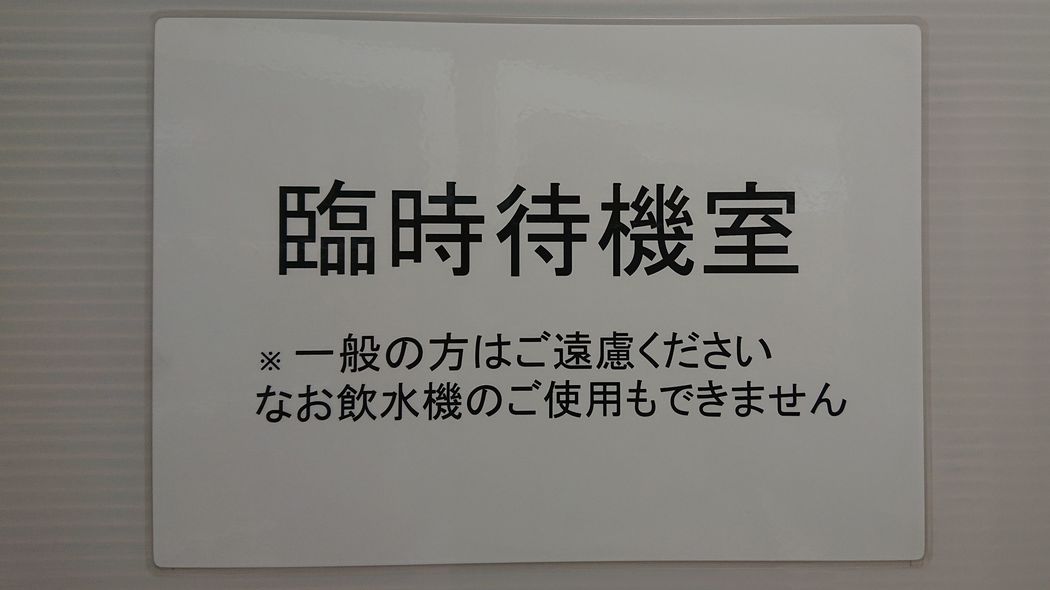 臨時待機室
※ 一般の方はご遠慮ください
なお飲水機のご使用もできません